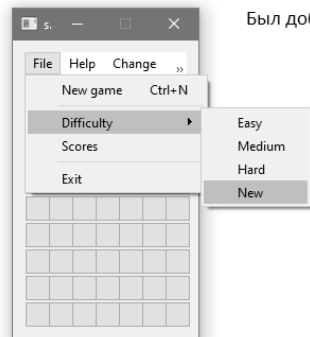 s.
Был доб
File Help Change »
New game Ctrl+N
Difficulty
Easy
Scores
Medium
Hard
Exit
New